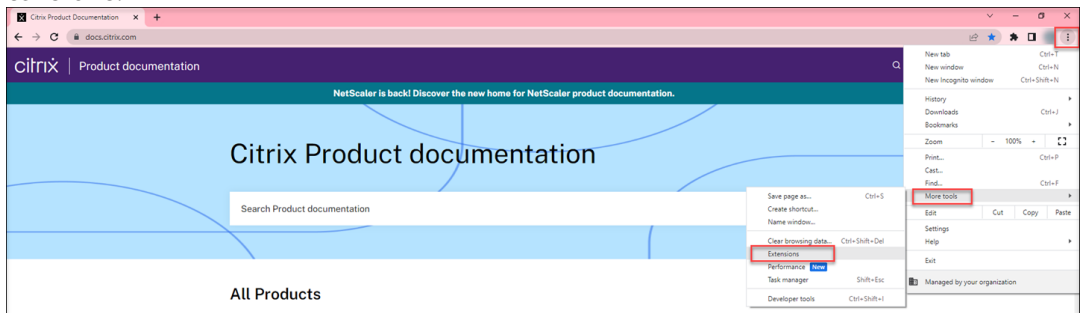 Citrix Product Documentation
docs.citrix.com
citrix | Product documentation
NetScaler is back! Discover the new home for NetScaler product documentation.
Citrix Product documentation
Search Product documentation
All Products
New tab Ctrl+T
New window Ctrl+N
New Incognito window Ctrl+Shift+N
History
Downloads Ctrl+J
Bookmarks
Zoom - 100% +
Print... Ctrl+P
Cast...
Find... Ctrl+F
More tools
Edit Cut Copy Paste
Settings
Help
Exit
Managed by your organization
Save page as... Ctrl+S
Create shortcut...
Name window...
Clear browsing data... Ctrl+Shift+Del
Extensions
Performance New
Task manager Shift+Esc
Developer tools Ctrl+Shift+I